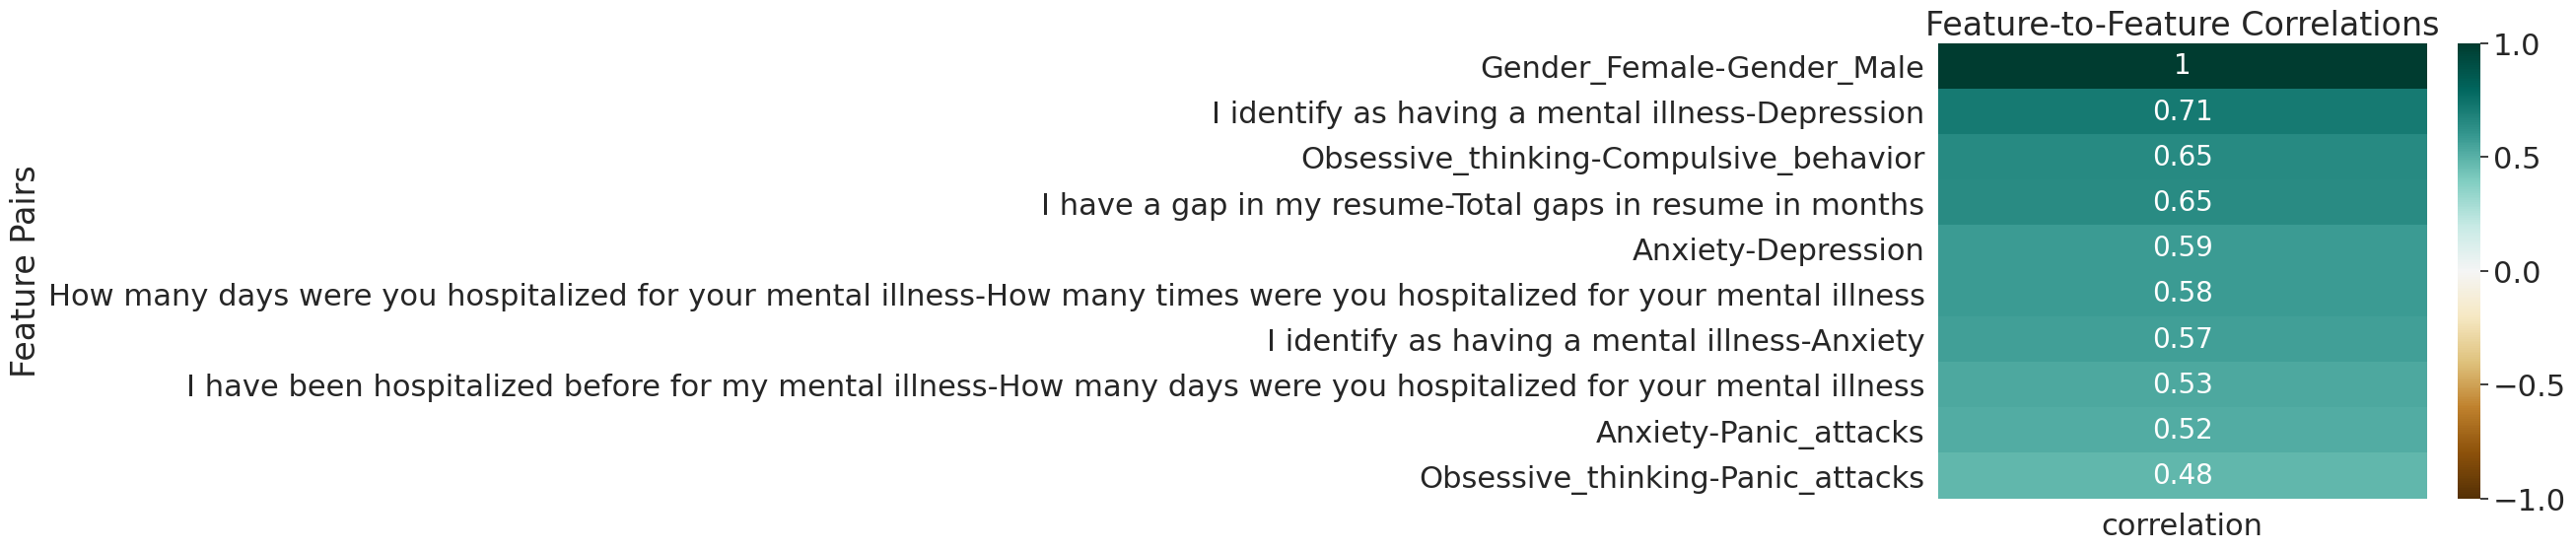 Feature-to-Feature Correlations
Feature Pairs
Gender_Female-Gender_Male 1
I identify as having a mental illness-Depression 0.71
Obsessive_thinking-Compulsive_behavior 0.65
I have a gap in my resume-Total gaps in resume in months 0.65
Anxiety-Depression 0.59
How many days were you hospitalized for your mental illness-How many times were you hospitalized for your mental illness 0.58
I identify as having a mental illness-Anxiety 0.57
I have been hospitalized before for my mental illness-How many days were you hospitalized for your mental illness 0.53
Anxiety-Panic_attacks 0.52
Obsessive_thinking-Panic_attacks 0.48
correlation
1.0
0.5
0.0
−0.5
−1.0